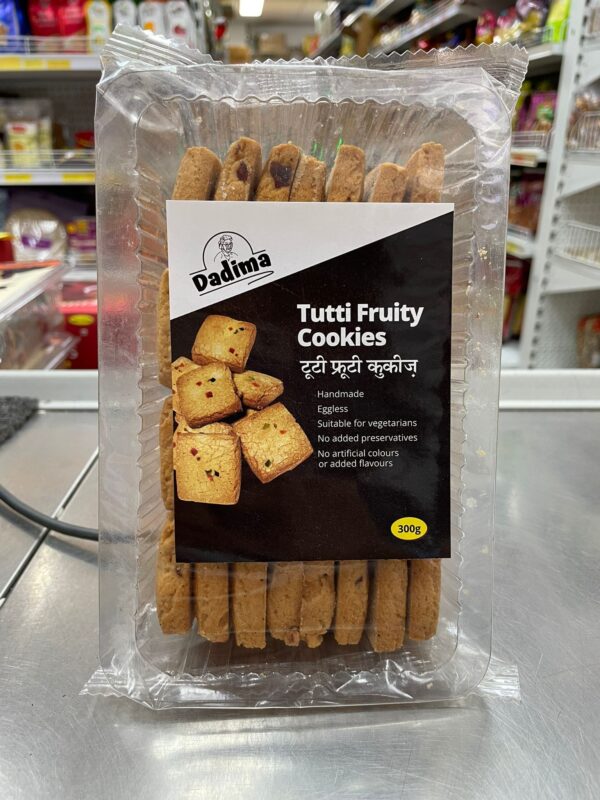 Dadima
Tutti Fruity
Cookies
टूटी फ्रूटी कुकीज़
Handmade
Eggless
Suitable for vegetarians
No added preservatives
No artificial colours
or added flavours
300g